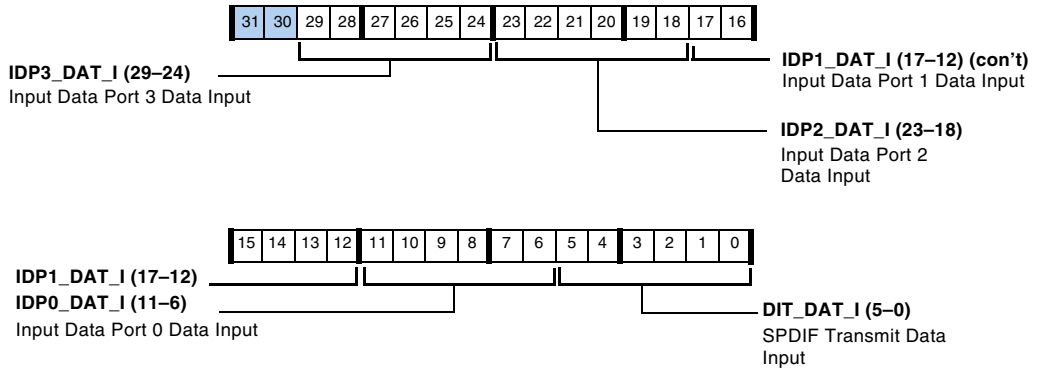 31 30 29 28 27 26 25 24 23 22 21 20 19 18 17 16
IDP3_DAT_I (29–24)
Input Data Port 3 Data Input
IDP1_DAT_I (17–12) (con't)
Input Data Port 1 Data Input
IDP2_DAT_I (23–18)
Input Data Port 2
Data Input
15 14 13 12 11 10 9 8 7 6 5 4 3 2 1 0
IDP1_DAT_I (17–12)
IDP0_DAT_I (11–6)
Input Data Port 0 Data Input
DIT_DAT_I (5–0)
SPDIF Transmit Data
Input